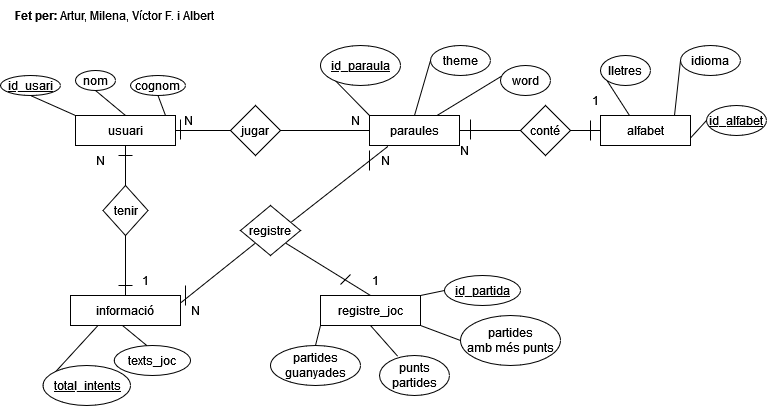 Fet per: Artur, Milena, Víctor F. i Albert
id_usari
nom
cognom
id_paraula
theme
word
lletres
idioma
id_alfabet
usuari
N
jugar
N
paraules
N
conté
1
alfabet
N
N
tenir
registre
1
N
1
informació
registre_joc
id_partida
texts_joc
total_intents
partides
guanyades
punts
partides
partides
amb més punts